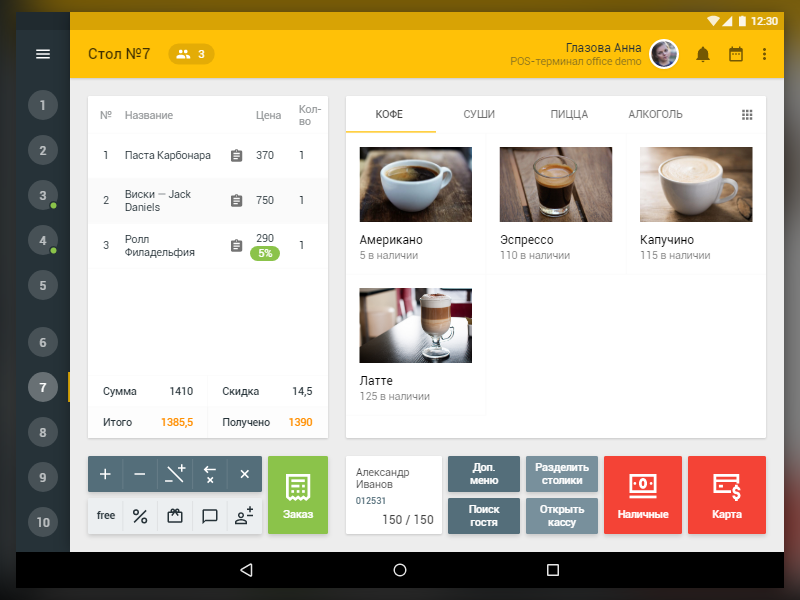 12:30
Стол №7
3
Глазова Анна
POS-терминал office demo
1
2
3
4
5
6
7
8
9
10
№ Название Цена Кол-
во
1 Паста Карбонара 370 1
2 Виски — Jack
Daniels 750 1
3 Ролл
Филадельфия 290 1
5%
Сумма 1410 Скидка 14,5
Итого 1385,5 Получено 1390
free
Заказ
КОФЕ СУШИ ПИЦЦА АЛКОГОЛЬ
Американо
5 в наличии
Эспрессо
110 в наличии
Капучино
115 в наличии
Латте
125 в наличии
Александр
Иванов
012531
150 / 150
Доп.
меню
Разделить
столики
Поиск
гостя
Открыть
кассу
Наличные
Карта